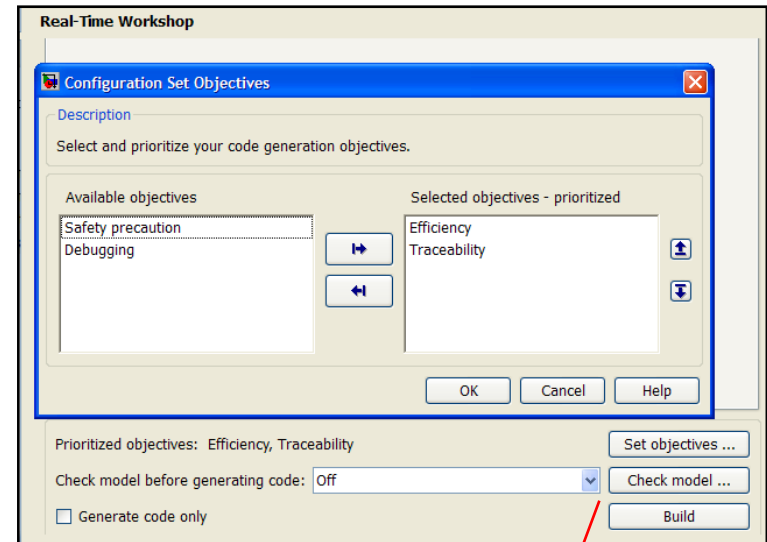 Real-Time Workshop
Configuration Set Objectives
Description
Select and prioritize your code generation objectives.
Available objectives
Selected objectives - prioritized
Safety precaution
Debugging
Efficiency
Traceability
OK
Cancel
Help
Prioritized objectives: Efficiency, Traceability
Set objectives ...
Check model before generating code: Off
Check model ...
Generate code only
Build